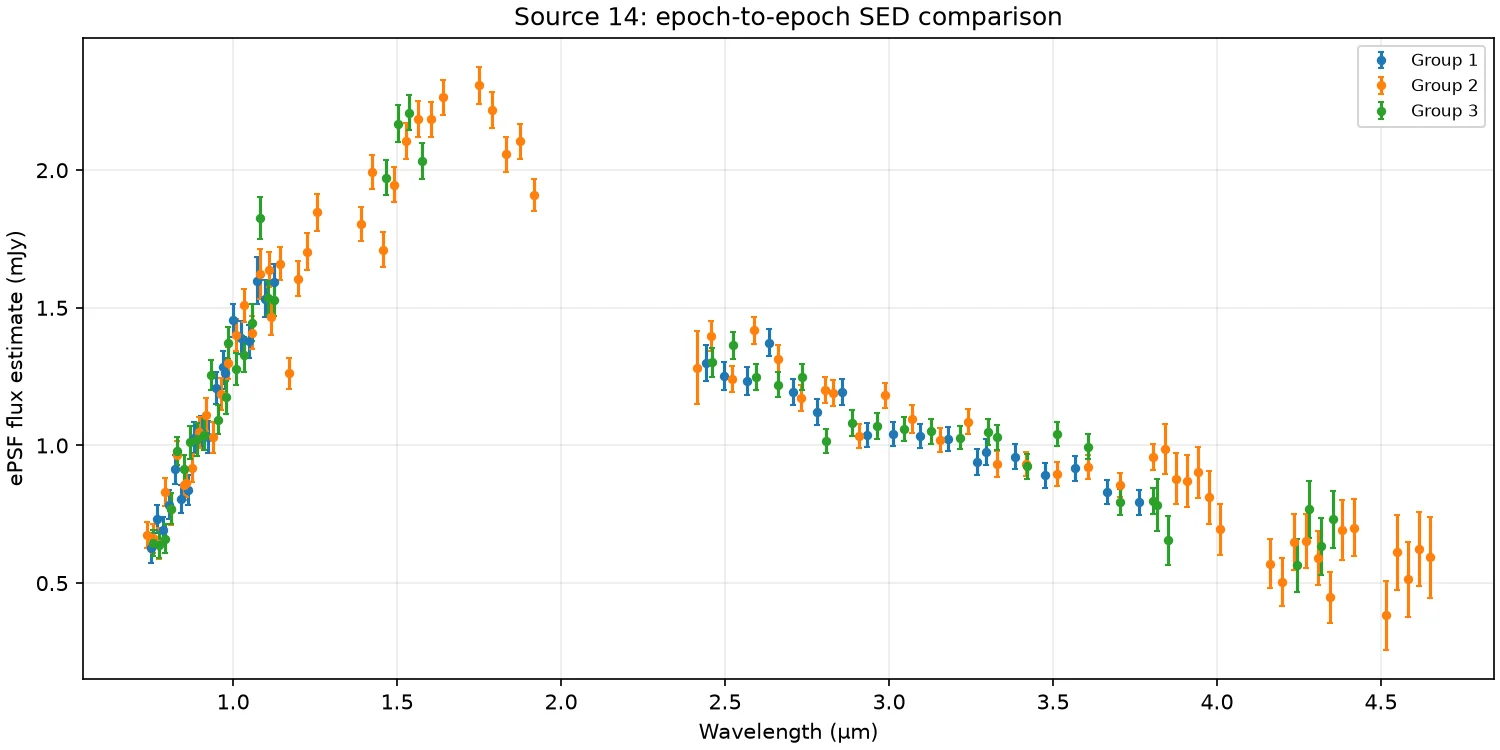 Source 14: epoch-to-epoch SED comparison
ePSF flux estimate (mJy)
2.0
1.5
1.0
0.5
Group 1
Group 2
Group 3
1.0 1.5 2.0 2.5 3.0 3.5 4.0 4.5
Wavelength (μm)